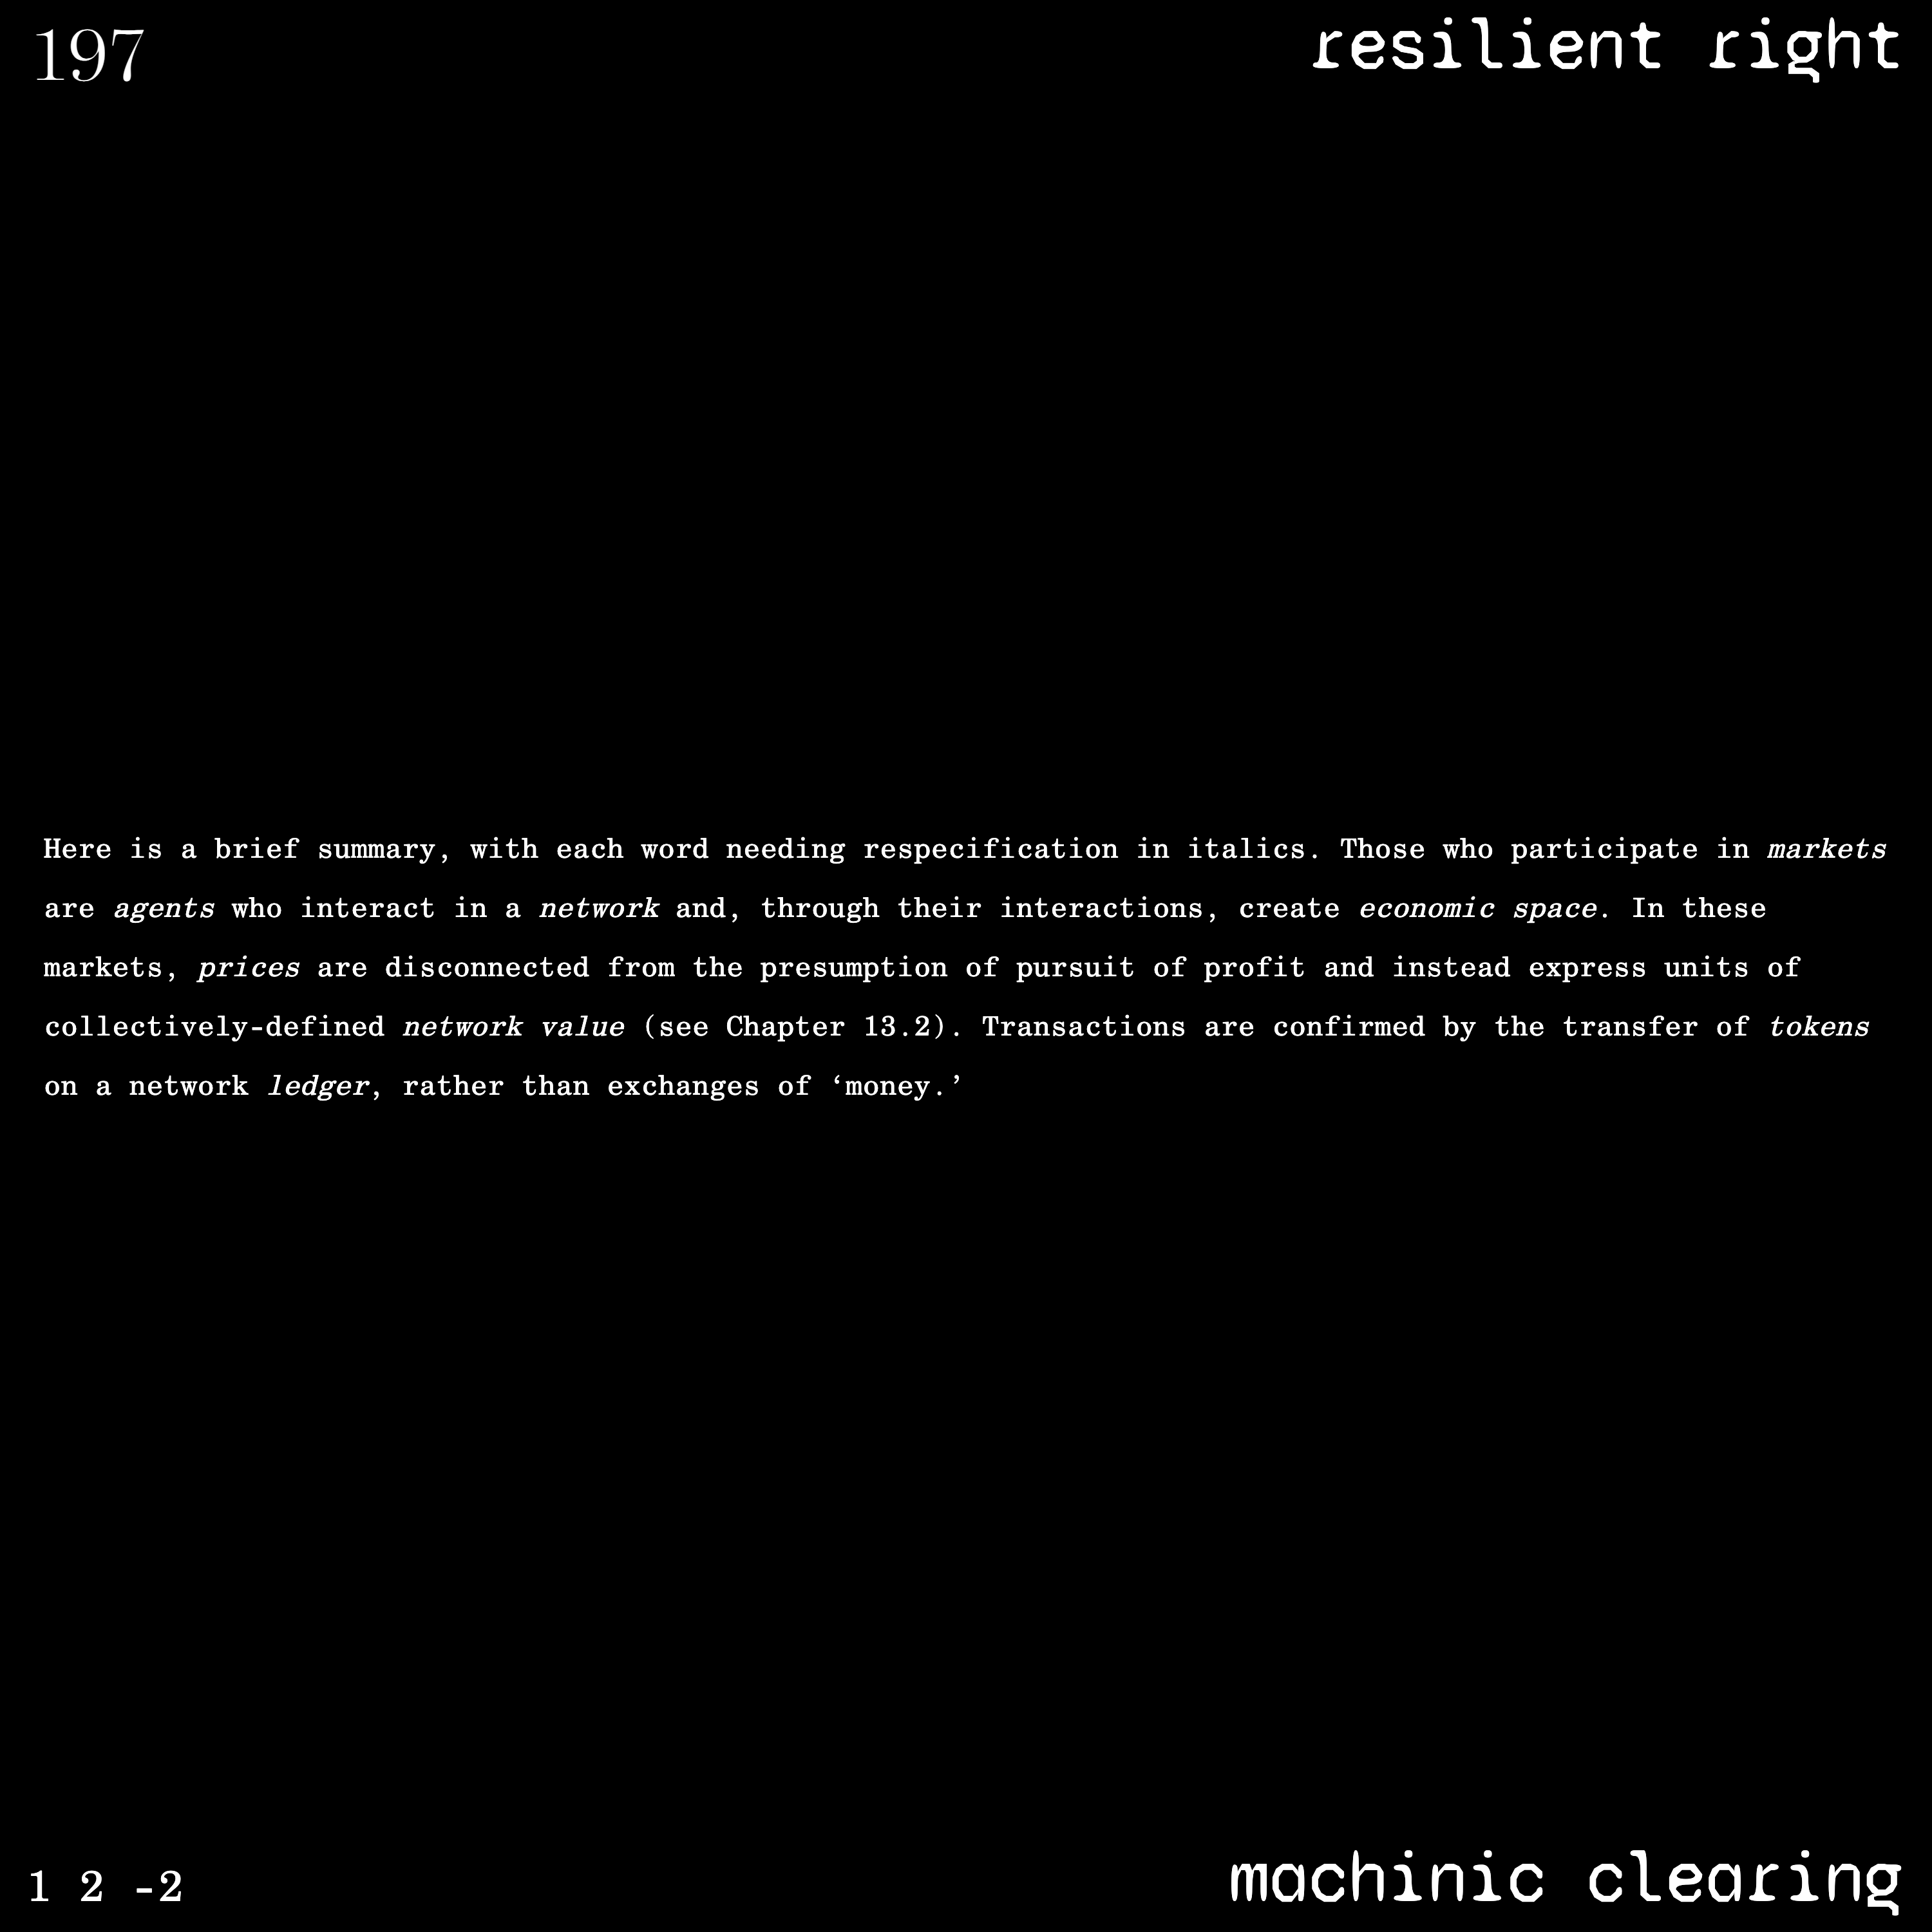 197
resilient right
Here is a brief summary, with each word needing respecification in italics. Those who participate in markets
are agents who interact in a network and, through their interactions, create economic space. In these
markets, prices are disconnected from the presumption of pursuit of profit and instead express units of
collectively-defined network value (see Chapter 13.2). Transactions are confirmed by the transfer of tokens
on a network ledger, rather than exchanges of ‘money.’
1 2 -2
machinic clearing